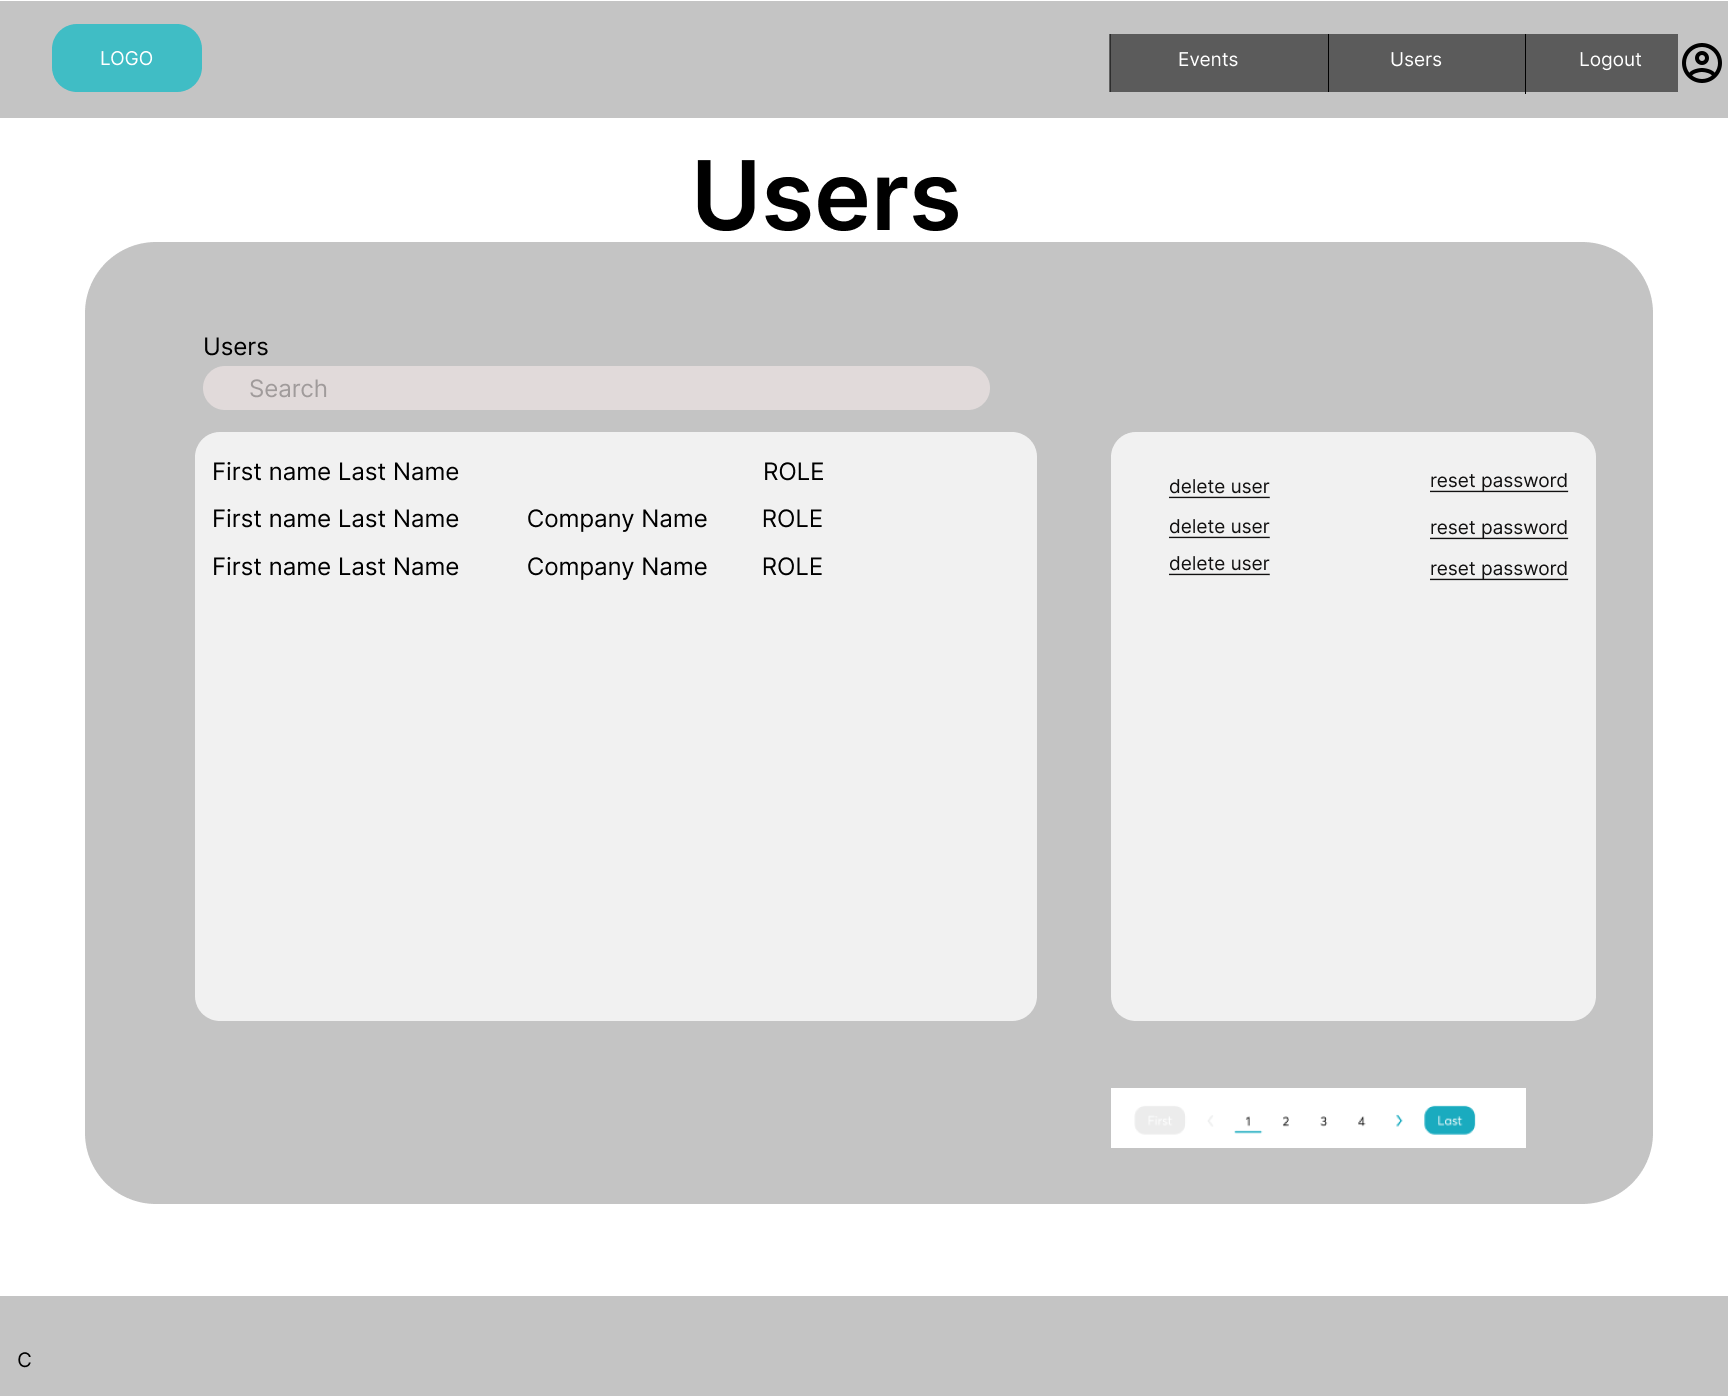 LOGO
Events Users Logout
Users
Users
Search
First name Last Name ROLE
First name Last Name Company Name ROLE
First name Last Name Company Name ROLE
delete user reset password
delete user reset password
delete user reset password
First 1 2 3 4 Last
C